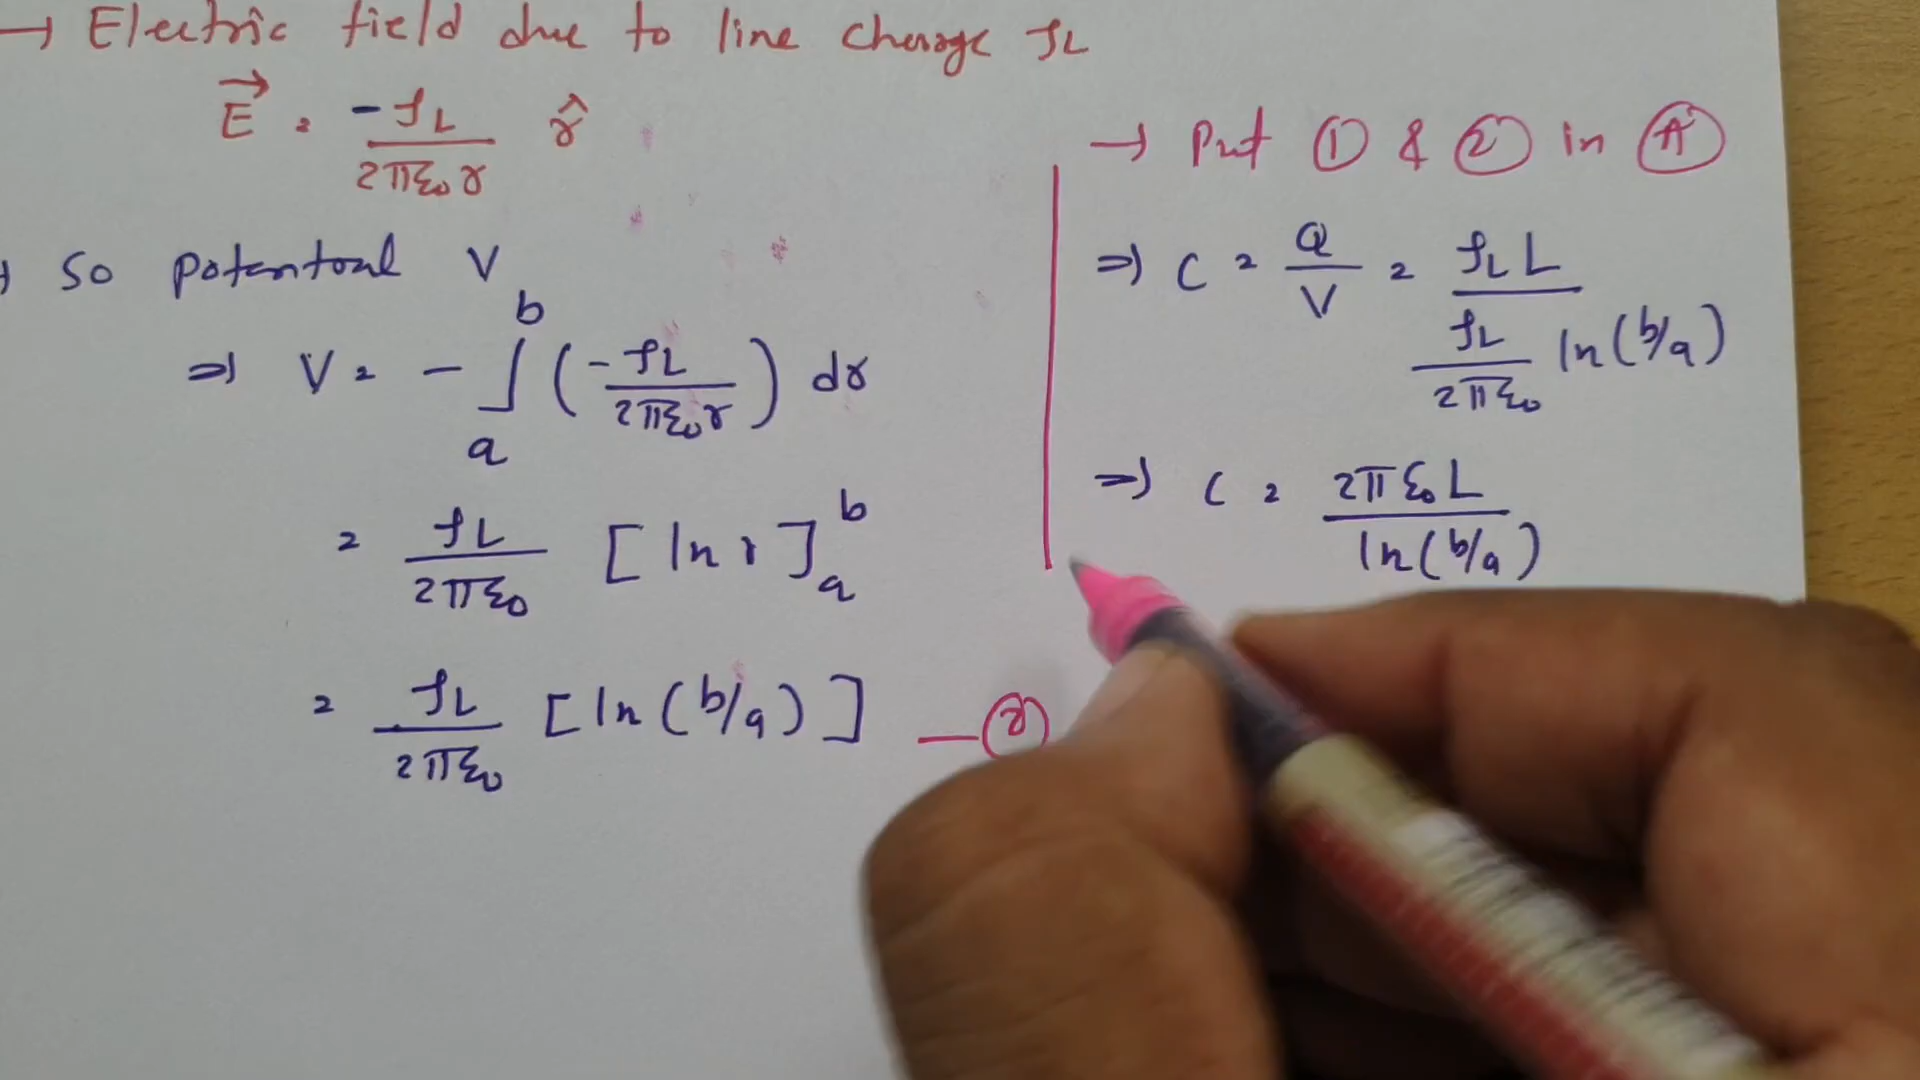 → Electric field due to line charge ρL
E⃗ = -ρL / 2πε0r r̂
→ So potential V
⇒ V = - ∫ₐᵇ ( -ρL / 2πε0r ) dr
= ρL / 2πε0 [ ln r ]ₐᵇ
= ρL / 2πε0 [ ln(b/a) ] — ②
→ Put ① & ② in Ⓐ
⇒ C = Q / V = ρL L / ( ρL / 2πε0 ln(b/a) )
⇒ C = 2πε0L / ln(b/a)